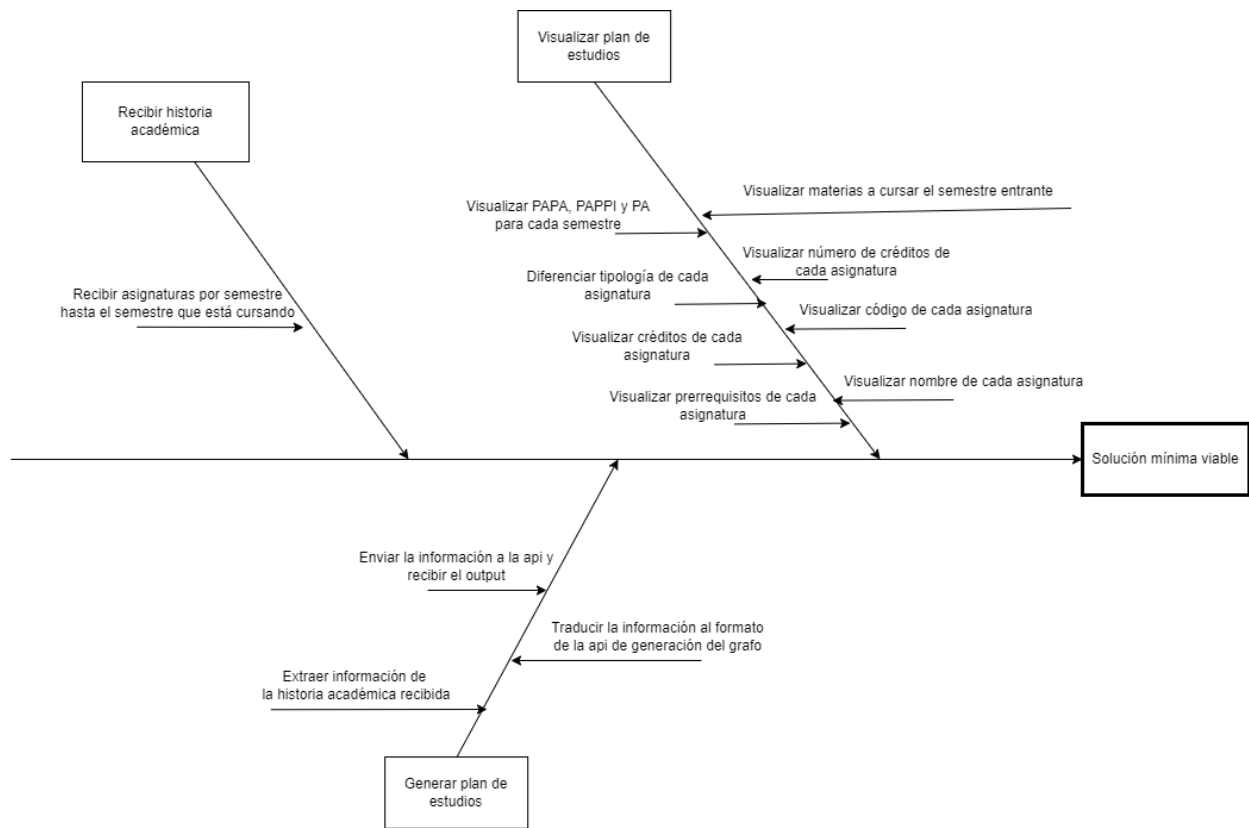 Visualizar plan de
estudios
Recibir historia
académica
Visualizar materias a cursar el semestre entrante
Visualizar PAPA, PAPPI y PA
para cada semestre
Visualizar número de créditos de
cada asignatura
Diferenciar tipología de cada
asignatura
Recibir asignaturas por semestre
hasta el semestre que está cursando
Visualizar código de cada asignatura
Visualizar créditos de cada
asignatura
Visualizar nombre de cada asignatura
Visualizar prerrequisitos de cada
asignatura
Solución mínima viable
Enviar la información a la api y
recibir el output
Traducir la información al formato
de la api de generación del grafo
Extraer información de
la historia académica recibida
Generar plan de
estudios